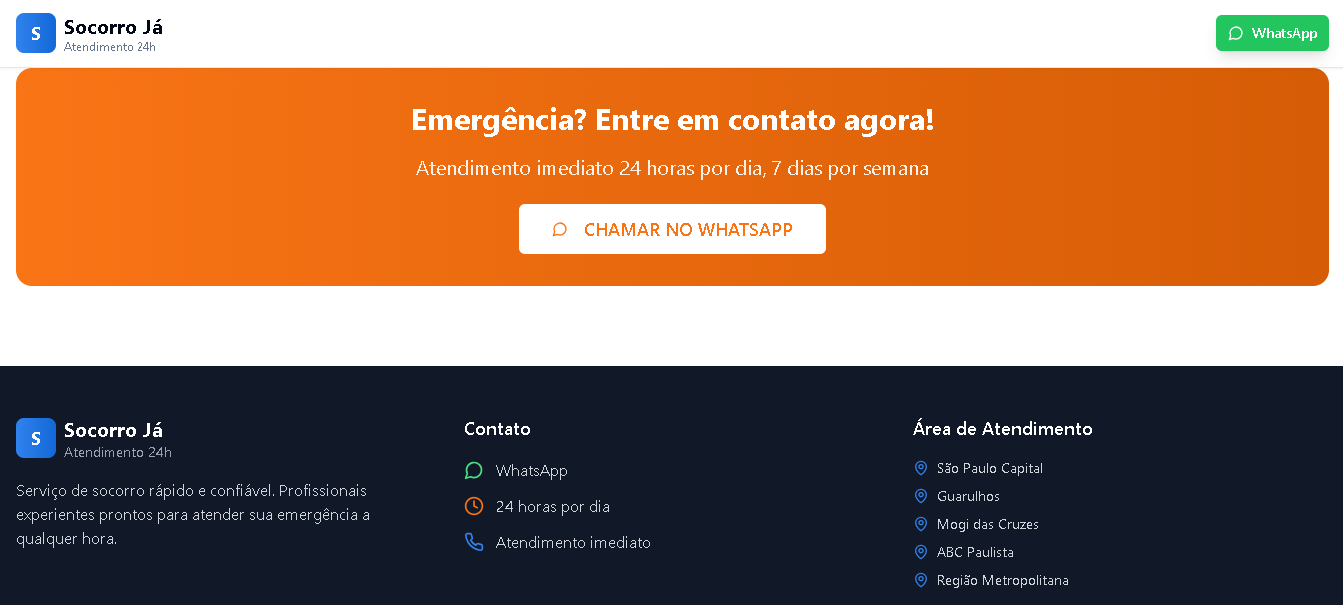 S
Socorro Já
Atendimento 24h
WhatsApp
Emergência? Entre em contato agora!
Atendimento imediato 24 horas por dia, 7 dias por semana
CHAMAR NO WHATSAPP
S
Socorro Já
Atendimento 24h
Serviço de socorro rápido e confiável. Profissionais
experientes prontos para atender sua emergência a
qualquer hora.
Contato
WhatsApp
24 horas por dia
Atendimento imediato
Área de Atendimento
São Paulo Capital
Guarulhos
Mogi das Cruzes
ABC Paulista
Região Metropolitana